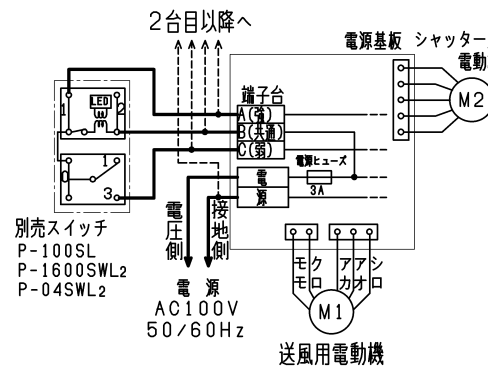 2台目以降へ
電源基板
シャッター
電動
端子台
A(強)
B(共通)
C(弱)
電源ヒューズ
3A
電
源
M2
1
LED
2
0
1
3
別売スイッチ
P-100SL
P-1600SWL2
P-04SWL2
電圧側
接地側
電源
AC100V
50/60Hz
モモ
クロ
アカ
アオ
シロ
M1
送風用電動機